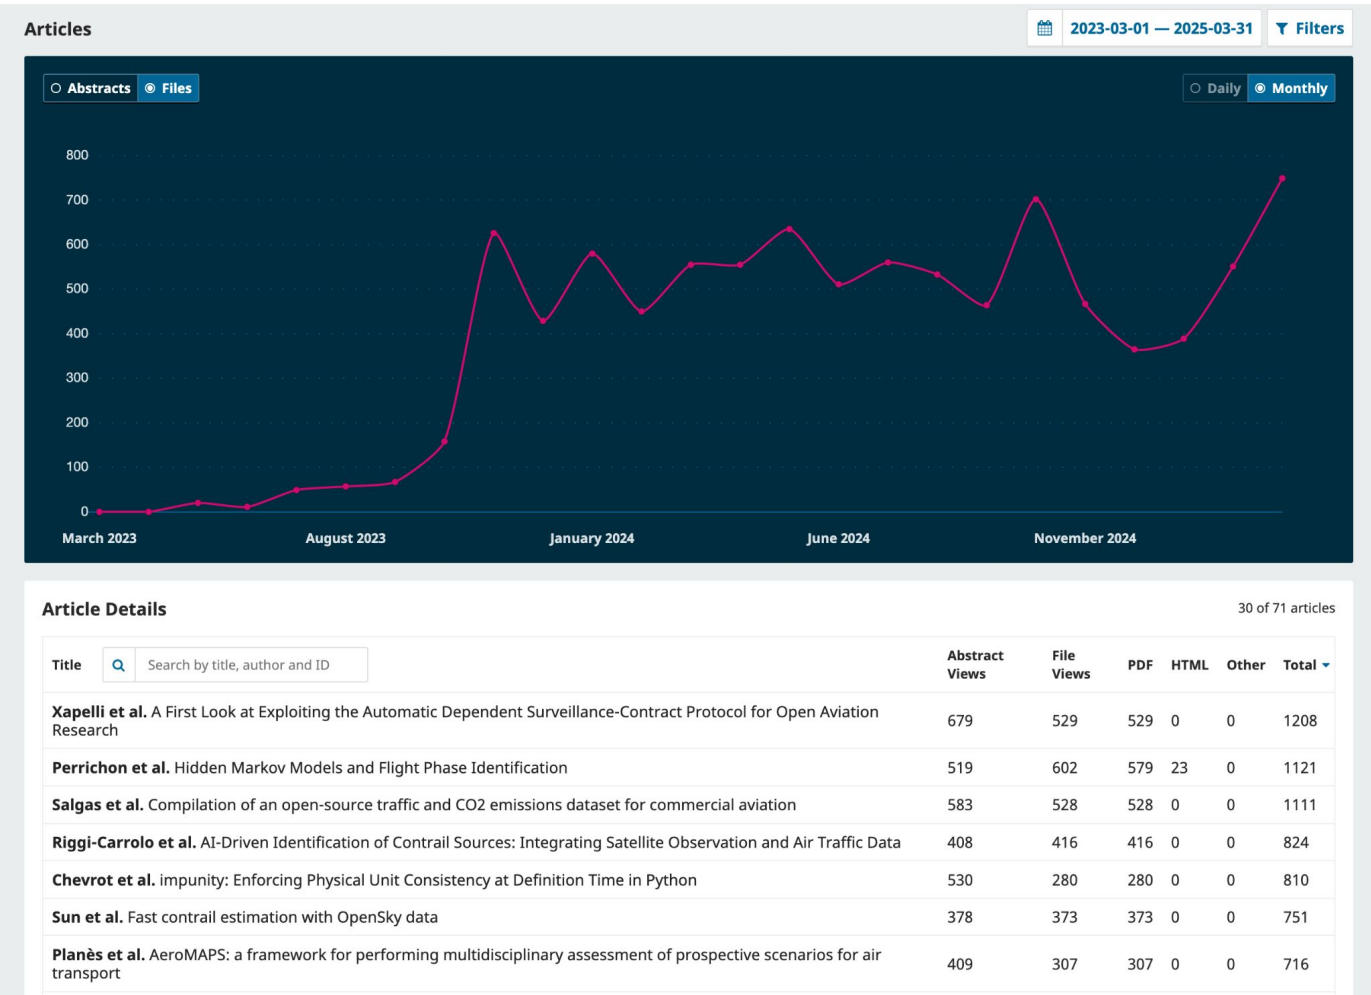 Articles
2023-03-01 — 2025-03-31
Filters
Abstracts
Files
Daily
Monthly
800
700
600
500
400
300
200
100
0
March 2023
August 2023
January 2024
June 2024
November 2024
Article Details
30 of 71 articles
Title
Search by title, author and ID
Abstract Views
File Views
PDF
HTML
Other
Total
Xapelli et al. A First Look at Exploiting the Automatic Dependent Surveillance-Contract Protocol for Open Aviation
Research
679 529 529 0 0 1208
Perrichon et al. Hidden Markov Models and Flight Phase Identification 519 602 579 23 0 1121
Salgas et al. Compilation of an open-source traffic and CO2 emissions dataset for commercial aviation 583 528 528 0 0 1111
Riggi-Carrolo et al. AI-Driven Identification of Contrail Sources: Integrating Satellite Observation and Air Traffic Data 408 416 416 0 0 824
Chevrot et al. impunity: Enforcing Physical Unit Consistency at Definition Time in Python 530 280 280 0 0 810
Sun et al. Fast contrail estimation with OpenSky data 378 373 373 0 0 751
Planès et al. AeroMAPS: a framework for performing multidisciplinary assessment of prospective scenarios for air
transport
409 307 307 0 0 716